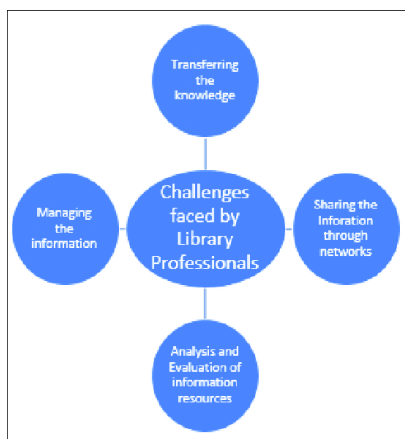 Transferring
the
knowledge
Managing
the
information
Challenges
faced by
Library
Professionals
Sharing the
Inforation
through
networks
Analysis and
Evaluation of
information
resources